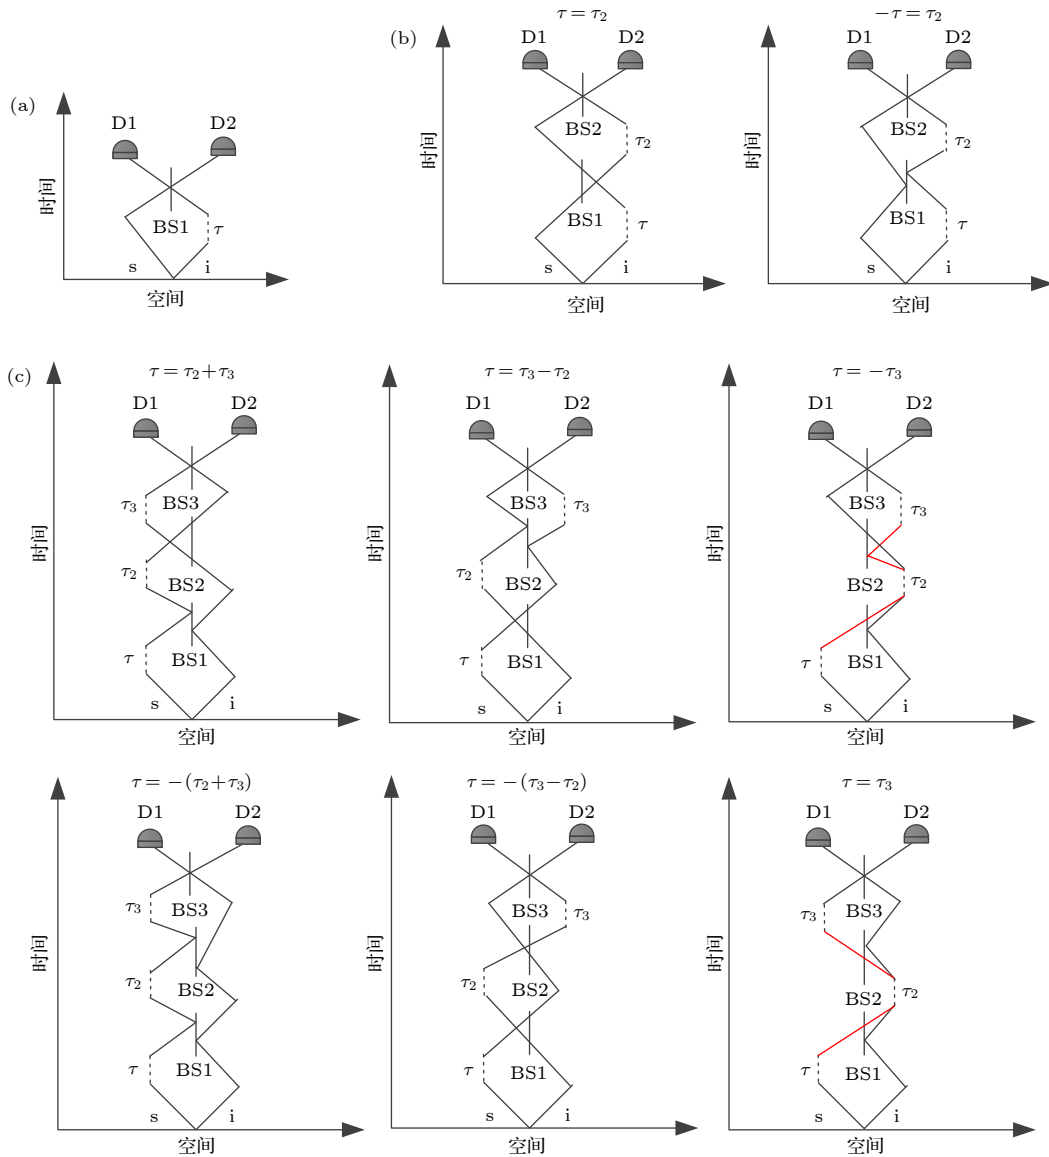 (a)
D1 D2
时间
BS1 τ
s i
空间
(b)
τ = τ2
D1 D2
时间
BS2
τ2
BS1 τ
s i
空间
−τ = τ2
D1 D2
时间
BS2
τ2
BS1 τ
s i
空间
(c)
τ = τ2+τ3
D1 D2
τ3 BS3
时间
τ2 BS2
τ BS1
s i
空间
τ = τ3−τ2
D1 D2
BS3 τ3
时间
τ2 BS2
τ BS1
s i
空间
τ = −τ3
D1 D2
BS3 τ3
时间
BS2 τ2
τ BS1
s i
空间
τ = −(τ2+τ3)
D1 D2
τ3 BS3
时间
τ2 BS2
τ BS1
s i
空间
τ = −(τ3−τ2)
D1 D2
BS3 τ3
时间
τ2 BS2
τ BS1
s i
空间
τ = τ3
D1 D2
τ3 BS3
时间
BS2 τ2
τ BS1
s i
空间